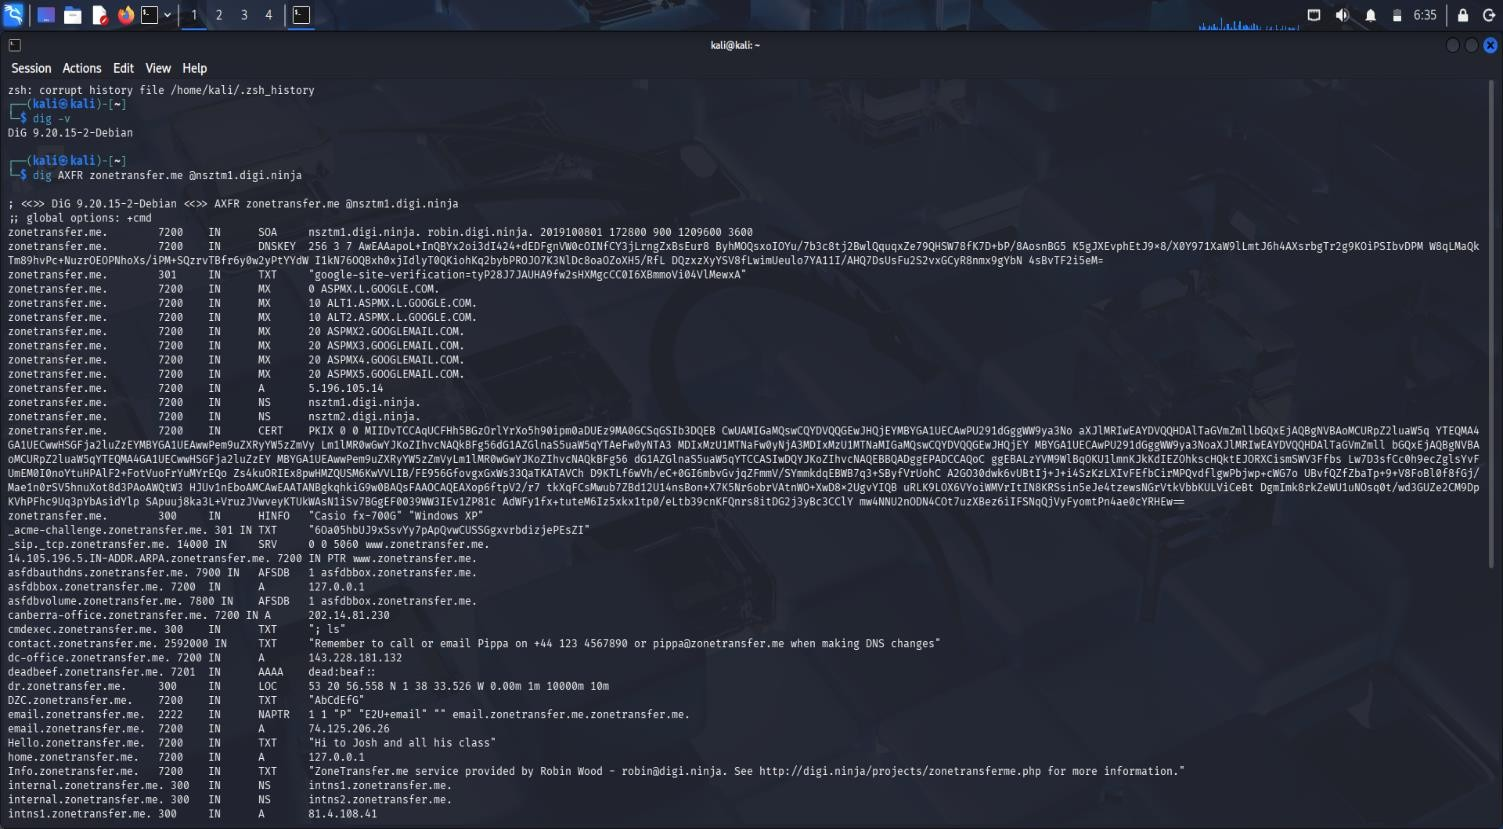 1 2 3 4
6:35
kali@kali: ~
Session Actions Edit View Help
zsh: corrupt history file /home/kali/.zsh_history
(kali㉿kali)-[~]
$ dig -v
DiG 9.20.15-2-Debian
(kali㉿kali)-[~]
$ dig AXFR zonetransfer.me @nsztm1.digi.ninja
; <<>> DiG 9.20.15-2-Debian <<>> AXFR zonetransfer.me @nsztm1.digi.ninja
;; global options: +cmd
zonetransfer.me. 7200 IN SOA nsztm1.digi.ninja. robin.digi.ninja. 2019100801 172800 900 1209600 3600
zonetransfer.me. 7200 IN DNSKEY 256 3 7
zonetransfer.me. 301 IN TXT "google-site-verification=typ28J7JAUHA9fw2sHXMgcCC0I6XBmmoVi04VlMewxA"
zonetransfer.me. 7200 IN MX 0 ASPMX.L.GOOGLE.COM.
zonetransfer.me. 7200 IN MX 10 ALT1.ASPMX.L.GOOGLE.COM.
zonetransfer.me. 7200 IN MX 10 ALT2.ASPMX.L.GOOGLE.COM.
zonetransfer.me. 7200 IN MX 20 ASPMX2.GOOGLEMAIL.COM.
zonetransfer.me. 7200 IN MX 20 ASPMX3.GOOGLEMAIL.COM.
zonetransfer.me. 7200 IN MX 20 ASPMX4.GOOGLEMAIL.COM.
zonetransfer.me. 7200 IN MX 20 ASPMX5.GOOGLEMAIL.COM.
zonetransfer.me. 7200 IN A 5.196.105.14
zonetransfer.me. 7200 IN NS nsztm1.digi.ninja.
zonetransfer.me. 7200 IN NS nsztm2.digi.ninja.
zonetransfer.me. 7200 IN CERT PKIX 0 0
zonetransfer.me. 300 IN HINFO "Casio fx-700G" "Windows XP"
_acme-challenge.zonetransfer.me. 301 IN TXT "6Oa05hbUJ9xSsvYy7pApQvwCUSSGgxvrbdizjePEsZI"
_sip._tcp.zonetransfer.me. 14000 IN SRV 0 0 5060 www.zonetransfer.me.
14.105.196.5.IN-ADDR.ARPA.zonetransfer.me. 7200 IN PTR www.zonetransfer.me.
asfdbauthdns.zonetransfer.me. 7900 IN AFSDB 1 asfdbbox.zonetransfer.me.
asfdbbox.zonetransfer.me. 7200 IN A 127.0.0.1
asfdbvolume.zonetransfer.me. 7800 IN AFSDB 1 asfdbbox.zonetransfer.me.
canberra-office.zonetransfer.me. 7200 IN A 202.14.81.230
cmdexec.zonetransfer.me. 300 IN TXT "; ls"
contact.zonetransfer.me. 2592000 IN TXT "Remember to call or email Pippa on +44 123 4567890 or pippa@zonetransfer.me when making DNS changes"
dc-office.zonetransfer.me. 7200 IN A 143.228.181.132
deadbeef.zonetransfer.me. 7201 IN AAAA dead:beaf::
dr.zonetransfer.me. 300 IN LOC 53 20 56.558 N 1 38 33.526 W 0.00m 1m 10000m 10m
DZC.zonetransfer.me. 7200 IN TXT "AbCdEfG"
email.zonetransfer.me. 2222 IN NAPTR 1 1 "P" "E2U+email" "" email.zonetransfer.me.zonetransfer.me.
email.zonetransfer.me. 7200 IN A 74.125.206.26
Hello.zonetransfer.me. 7200 IN TXT "Hi to Josh and all his class"
home.zonetransfer.me. 7200 IN A 127.0.0.1
Info.zonetransfer.me. 7200 IN TXT "ZoneTransfer.me service provided by Robin Wood - robin@digi.ninja. See http://digi.ninja/projects/zonetransferme.php for more information."
internal.zonetransfer.me. 300 IN NS intns1.zonetransfer.me.
internal.zonetransfer.me. 300 IN NS intns2.zonetransfer.me.
intns1.zonetransfer.me. 300 IN A 81.4.108.41